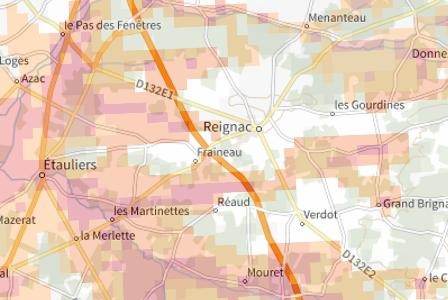 le Pas des Fenêtres
Menanteau
Loges
Donne
Azac
D132E1
les Gourdines
Reignac
Fraineau
Étauliers
Réaud
Grand Brigna
les Martinettes
Verdot
Mazerat
la Merlette
D132E2
al
Mouret
le C